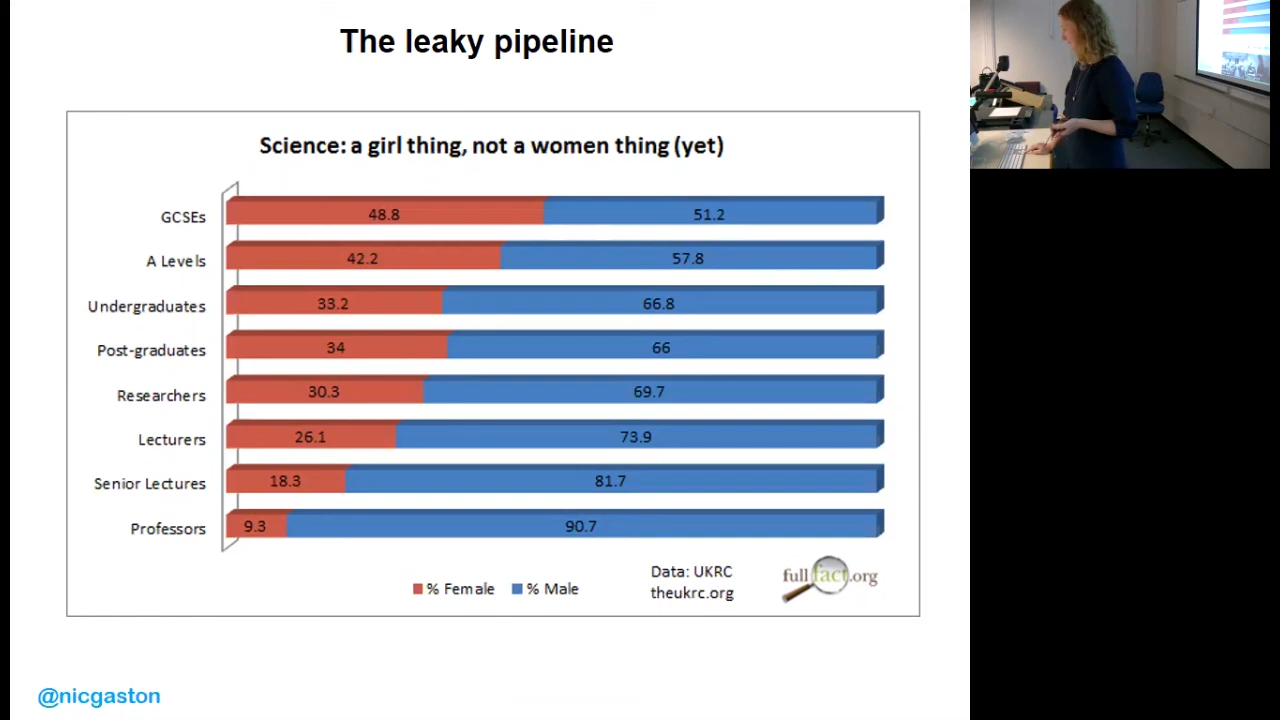 The leaky pipeline
Science: a girl thing, not a women thing (yet)
GCSEs 48.8 51.2
A Levels 42.2 57.8
Undergraduates 33.2 66.8
Post-graduates 34 66
Researchers 30.3 69.7
Lecturers 26.1 73.9
Senior Lectures 18.3 81.7
Professors 9.3 90.7
% Female % Male
Data: UKRC
theukrc.org
fullfact.org
@nicgaston